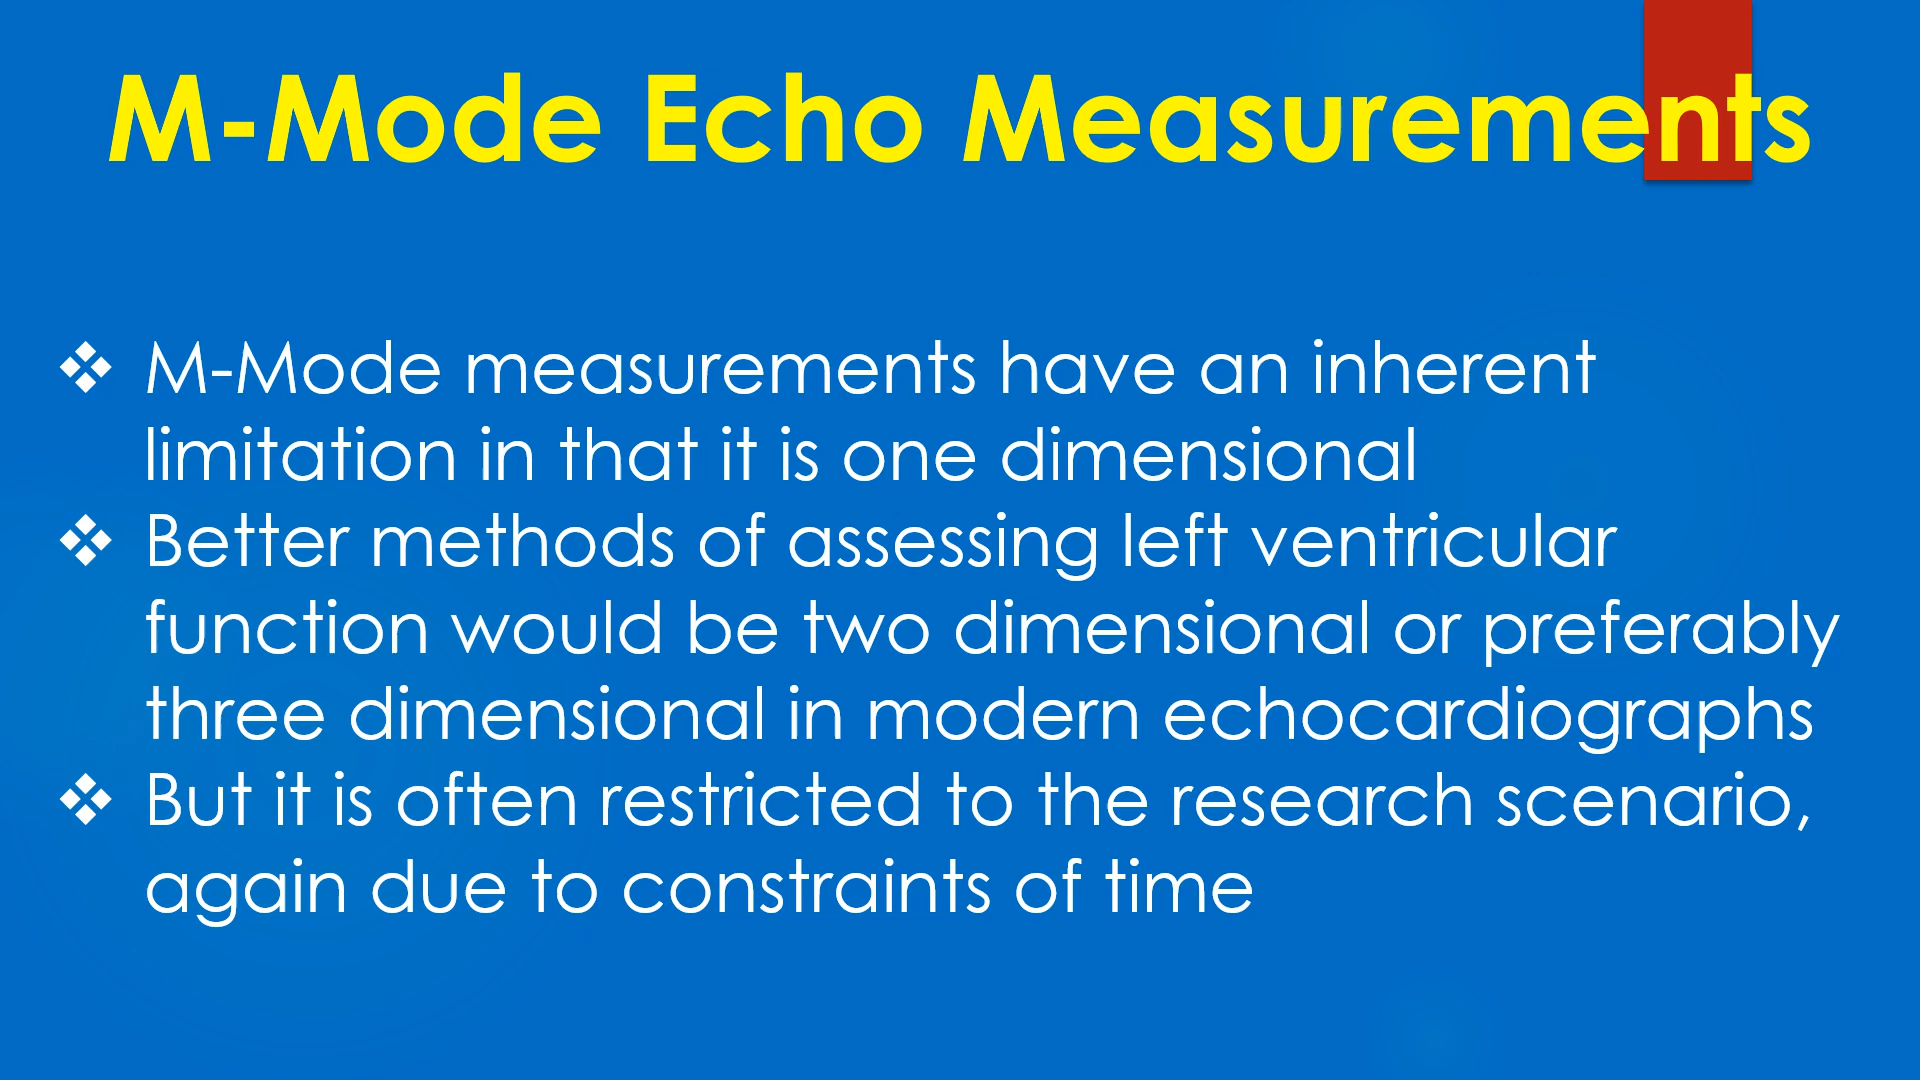 M-Mode Echo Measurements
❖ M-Mode measurements have an inherent
limitation in that it is one dimensional
❖ Better methods of assessing left ventricular
function would be two dimensional or preferably
three dimensional in modern echocardiographs
❖ But it is often restricted to the research scenario,
again due to constraints of time